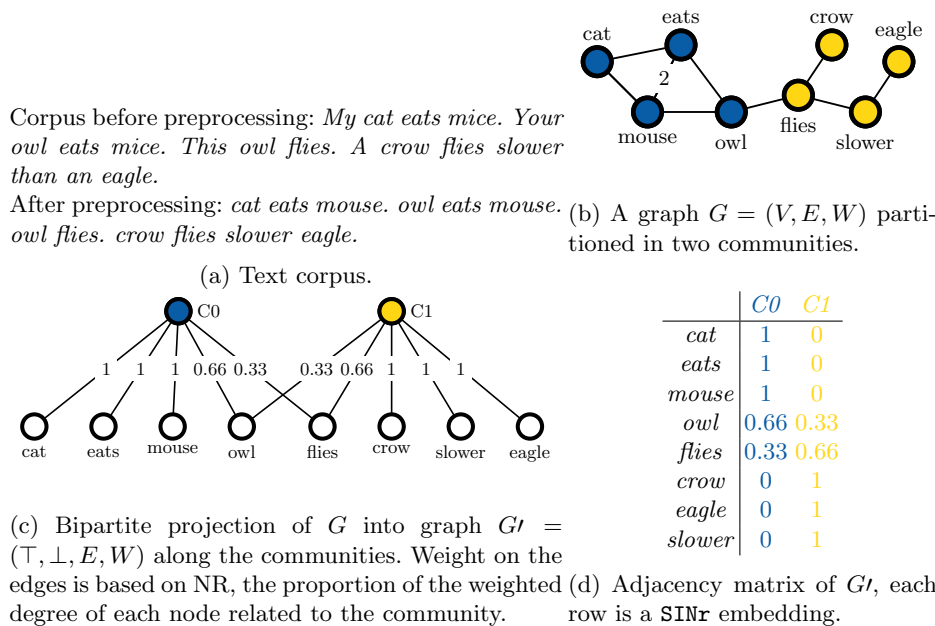 Corpus before preprocessing: My cat eats mice. Your
owl eats mice. This owl flies. A crow flies slower
than an eagle.
After preprocessing: cat eats mouse. owl eats mouse.
owl flies. crow flies slower eagle.
(a) Text corpus.
cat
eats
crow
eagle
2
mouse
owl
flies
slower
(b) A graph G = (V, E, W) parti-
tioned in two communities.
C0
C1
1 1 1 0.66 0.33 0.33 0.66 1 1 1
cat eats mouse owl flies crow slower eagle
(c) Bipartite projection of G into graph G′ =
(⊤, ⊥, E, W) along the communities. Weight on the
edges is based on NR, the proportion of the weighted
degree of each node related to the community.
C0 C1
cat 1 0
eats 1 0
mouse 1 0
owl 0.66 0.33
flies 0.33 0.66
crow 0 1
eagle 0 1
slower 0 1
(d) Adjacency matrix of G′, each
row is a SINr embedding.